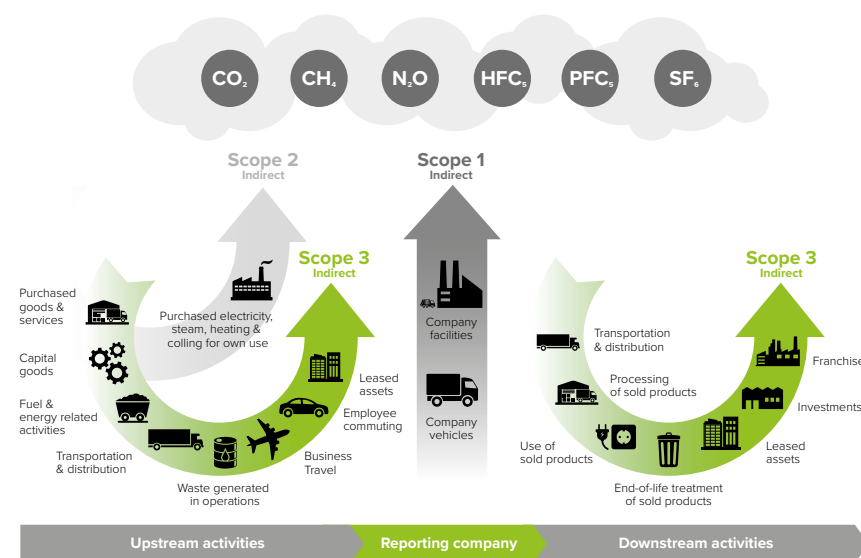 CO₂
CH₄
N₂O
HFC₅
PFC₅
SF₆
Scope 2
Indirect
Scope 1
Indirect
Scope 3
Indirect
Scope 3
Indirect
Purchased
goods &
services
Capital
goods
Fuel &
energy related
activities
Transportation
& distribution
Waste generated
in operations
Business
Travel
Employee
commuting
Leased
assets
Purchased electricity,
steam, heating &
colling for own use
Company
facilities
Company
vehicles
Transportation
& distribution
Processing
of sold products
Use of
sold products
End-of-life treatment
of sold products
Leased
assets
Investments
Franchise
Upstream activities
Reporting company
Downstream activities